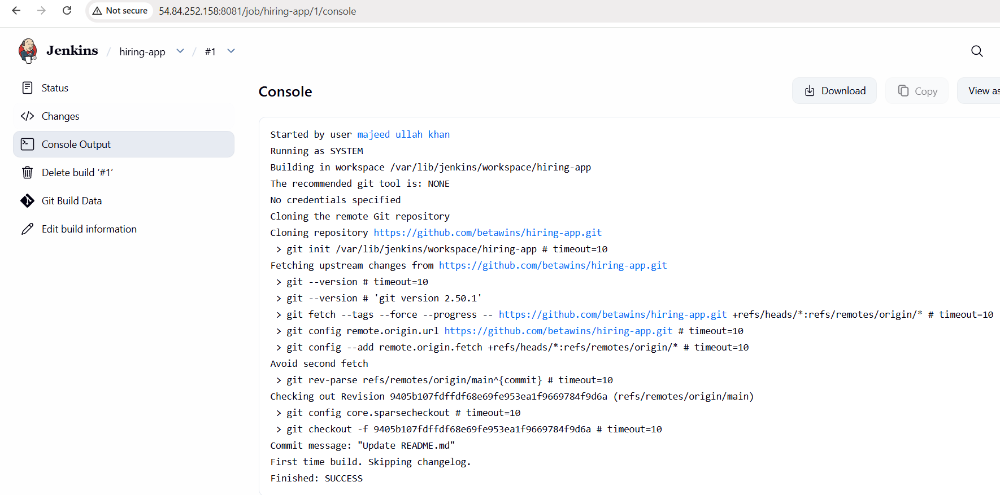 Not secure 54.84.252.158:8081/job/hiring-app/1/console
Jenkins / hiring-app / #1
Status
Changes
Console Output
Delete build ‘#1’
Git Build Data
Edit build information
Console
Download
Copy
View as
Started by user majeed ullah khan
Running as SYSTEM
Building in workspace /var/lib/jenkins/workspace/hiring-app
The recommended git tool is: NONE
No credentials specified
Cloning the remote Git repository
Cloning repository https://github.com/betawins/hiring-app.git
> git init /var/lib/jenkins/workspace/hiring-app # timeout=10
Fetching upstream changes from https://github.com/betawins/hiring-app.git
> git --version # timeout=10
> git --version # 'git version 2.50.1'
> git fetch --tags --force --progress -- https://github.com/betawins/hiring-app.git +refs/heads/*:refs/remotes/origin/* # timeout=10
> git config remote.origin.url https://github.com/betawins/hiring-app.git # timeout=10
> git config --add remote.origin.fetch +refs/heads/*:refs/remotes/origin/* # timeout=10
Avoid second fetch
> git rev-parse refs/remotes/origin/main^{commit} # timeout=10
Checking out Revision 9405b107fdffdf68e69fe953ea1f9669784f9d6a (refs/remotes/origin/main)
> git config core.sparsecheckout # timeout=10
> git checkout -f 9405b107fdffdf68e69fe953ea1f9669784f9d6a # timeout=10
Commit message: "Update README.md"
First time build. Skipping changelog.
Finished: SUCCESS